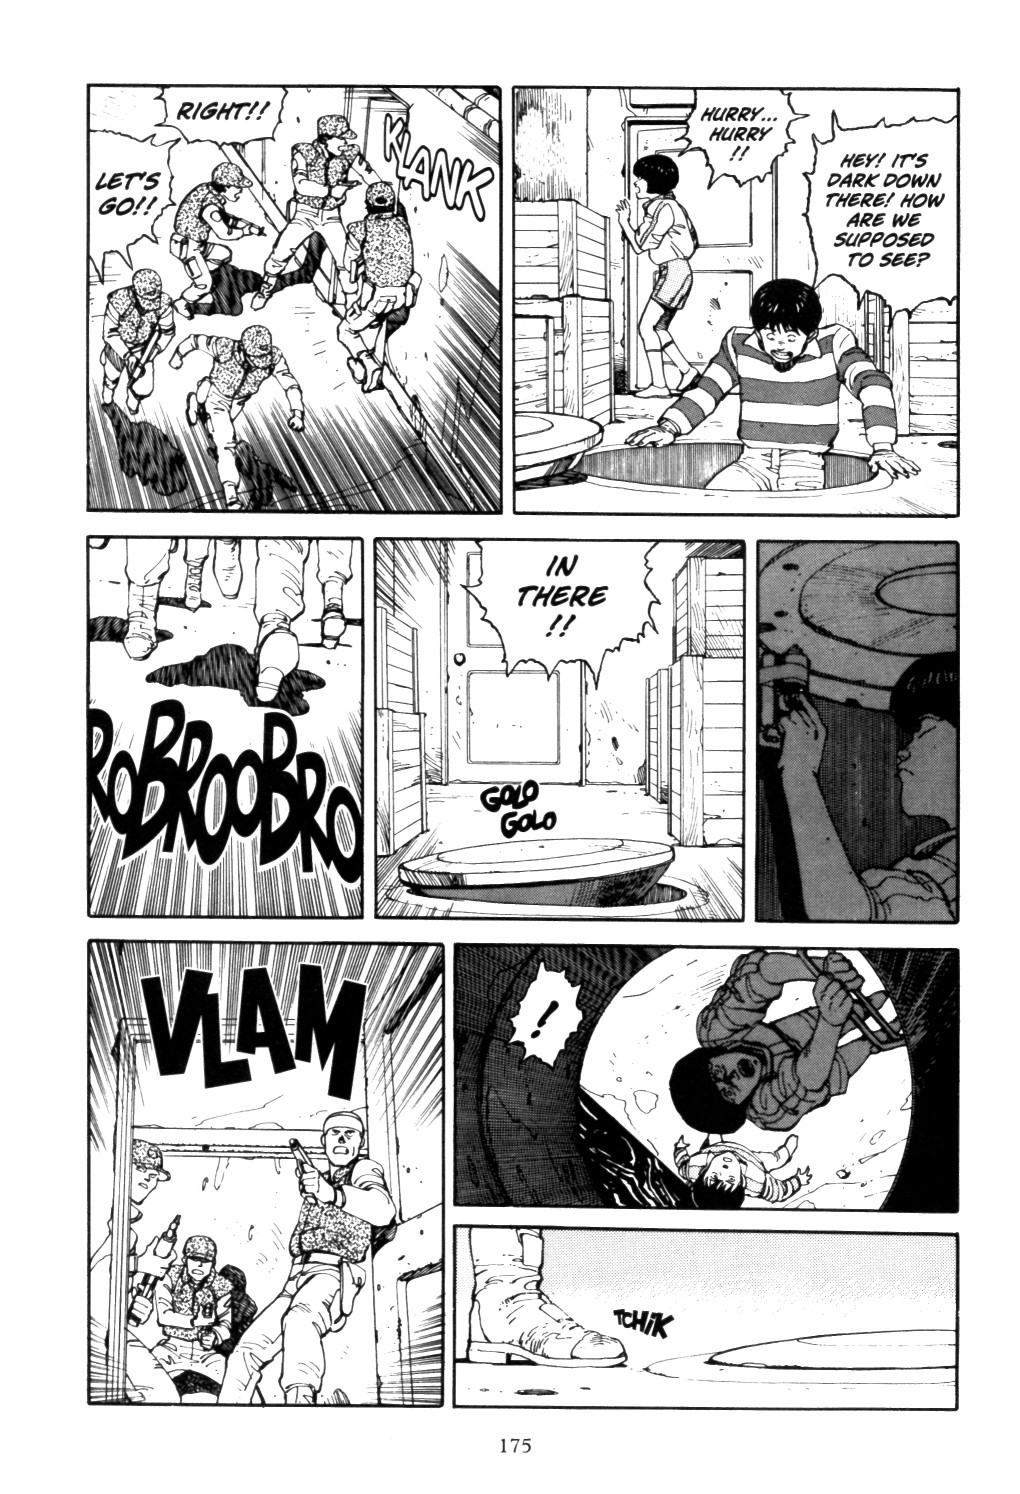 RIGHT!!
LET'S
GO!!
KLANK
HURRY...
HURRY
!!
HEY! IT'S
DARK DOWN
THERE! HOW
ARE WE
SUPPOSED
TO SEE?
ROBROOBRO
IN
THERE
!!
GOLO
GOLO
VLAM
!
TCHIK
175